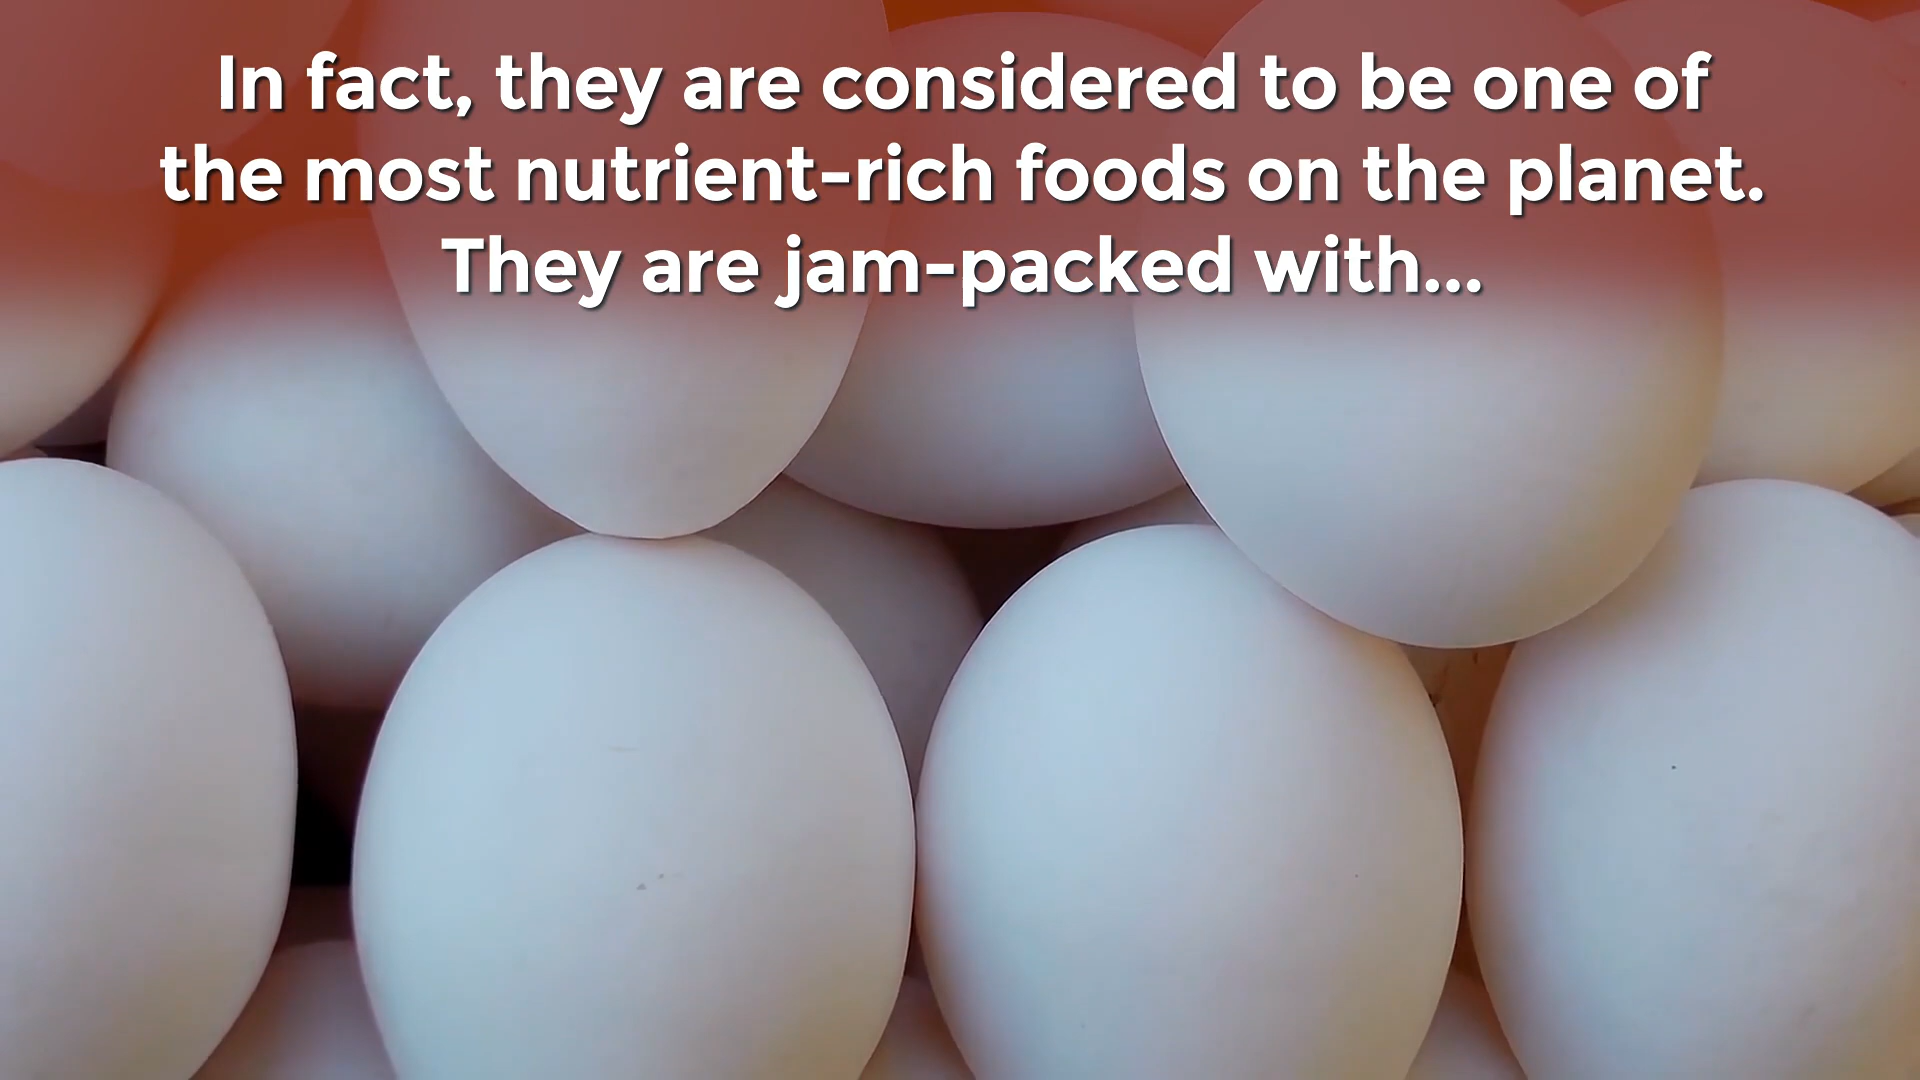 In fact, they are considered to be one of
the most nutrient-rich foods on the planet.
They are jam-packed with...